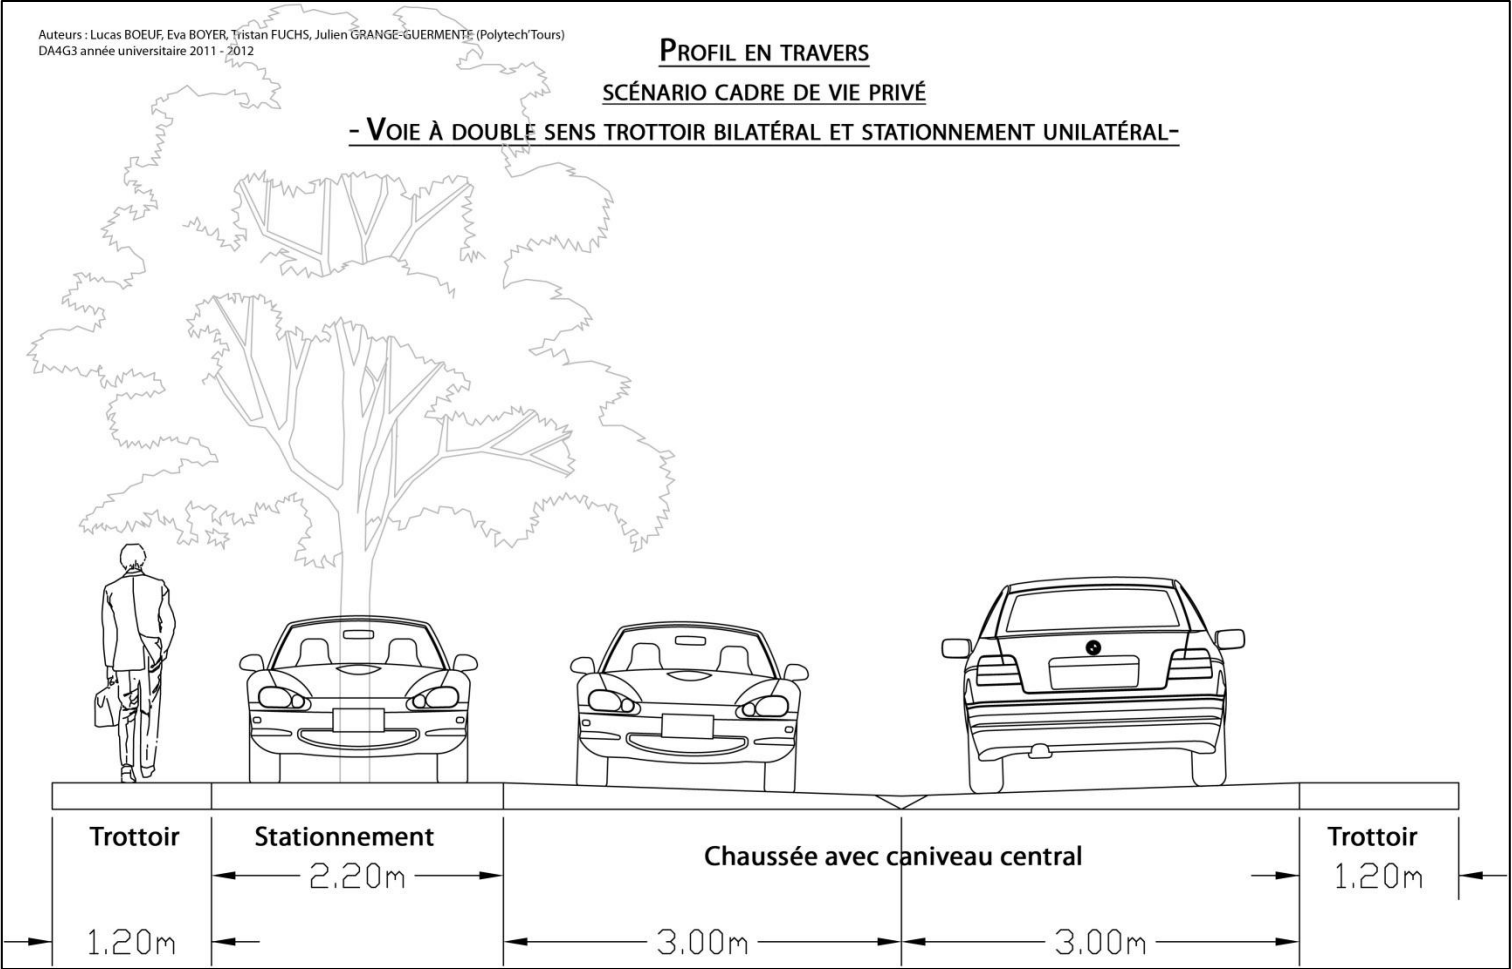 Auteurs : Lucas BOEUF, Eva BOYER, Tristan FUCHS, Julien GRANGE-GUERMENTE (Polytech'Tours)
DA4G3 année universitaire 2011 - 2012
PROFIL EN TRAVERS
SCÉNARIO CADRE DE VIE PRIVÉ
- VOIE À DOUBLE SENS TROTTOIR BILATÉRAL ET STATIONNEMENT UNILATÉRAL-
Trottoir
Stationnement
Chaussée avec caniveau central
Trottoir
2.20m
1.20m
1.20m
3.00m
3.00m